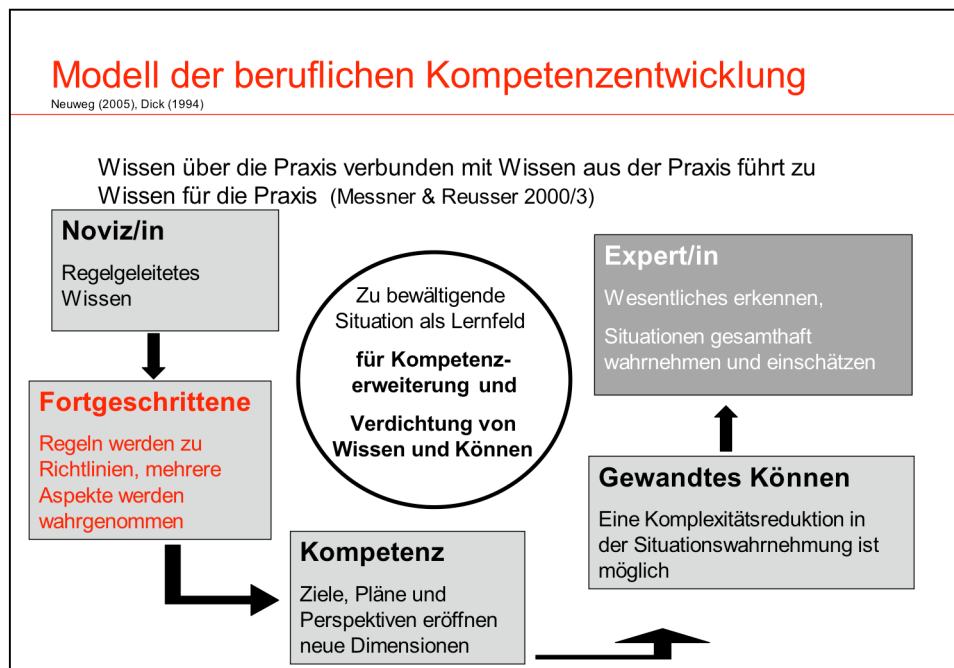 Modell der beruflichen Kompetenzentwicklung
Neuweg (2005), Dick (1994)
Wissen über die Praxis verbunden mit Wissen aus der Praxis führt zu
Wissen für die Praxis (Messner & Reusser 2000/3)
Noviz/in
Regelgeleitetes
Wissen
Fortgeschrittene
Regeln werden zu
Richtlinien, mehrere
Aspekte werden
wahrgenommen
Zu bewältigende
Situation als Lernfeld
für Kompetenz-
erweiterung und
Verdichtung von
Wissen und Können
Kompetenz
Ziele, Pläne und
Perspektiven eröffnen
neue Dimensionen
Gewandtes Können
Eine Komplexitätsreduktion in
der Situationswahrnehmung ist
möglich
Expert/in
Wesentliches erkennen,
Situationen gesamthaft
wahrnehmen und einschätzen